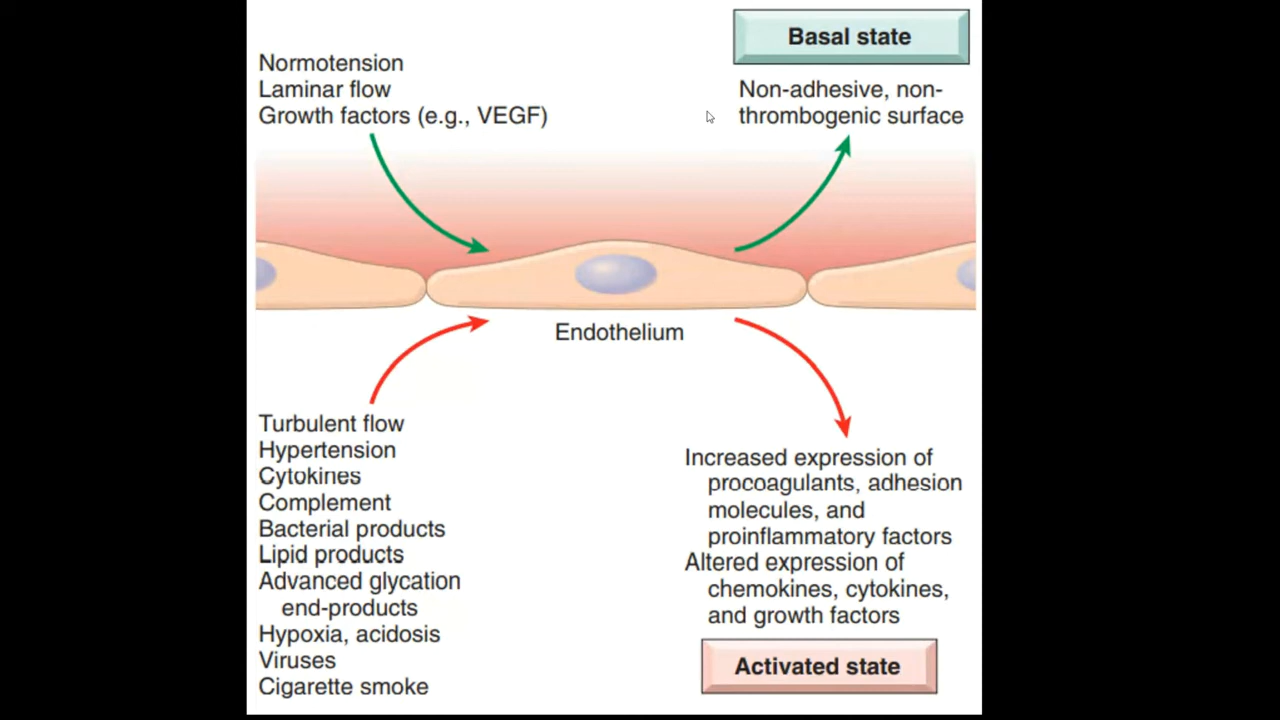 Normotension
Laminar flow
Growth factors (e.g., VEGF)
Basal state
Non-adhesive, non-
thrombogenic surface
Endothelium
Turbulent flow
Hypertension
Cytokines
Complement
Bacterial products
Lipid products
Advanced glycation
end-products
Hypoxia, acidosis
Viruses
Cigarette smoke
Increased expression of
procoagulants, adhesion
molecules, and
proinflammatory factors
Altered expression of
chemokines, cytokines,
and growth factors
Activated state